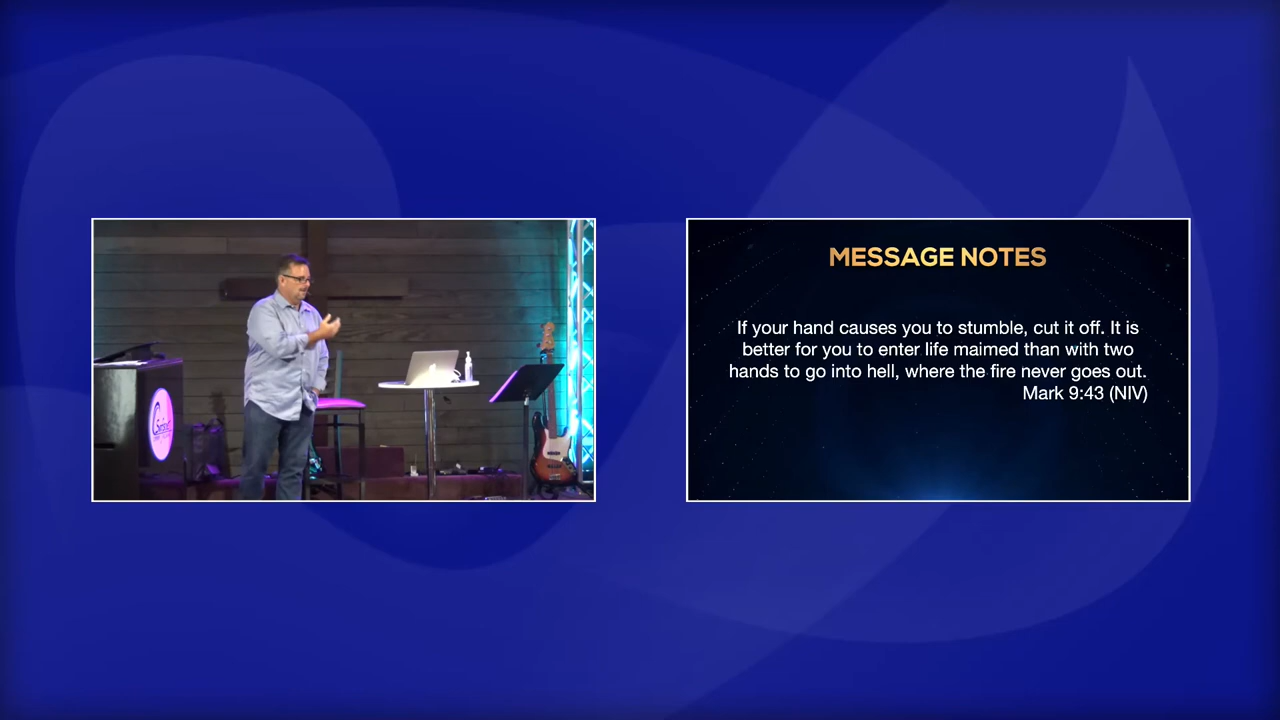 MESSAGE NOTES
If your hand causes you to stumble, cut it off. It is
better for you to enter life maimed than with two
hands to go into hell, where the fire never goes out.
Mark 9:43 (NIV)